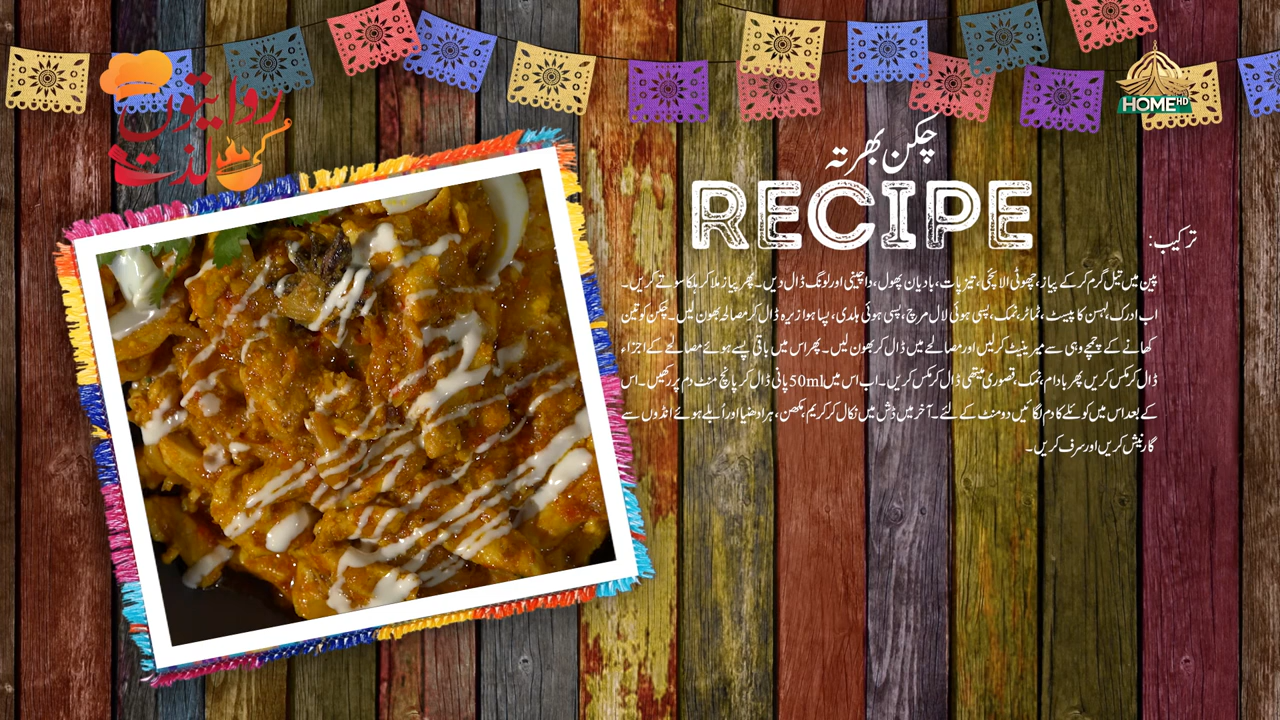 روایتوں
کی لذت
HOME HD
چکن بھرتہ
RECIPE
ترکیب:
پین میں تیل گرم کر کے پیاز، چھوٹی الائچی، تیز پات، بادیان پھول، داچینی اور لونگ ڈال دیں۔ پھر پیاز ملا کر ہلکا سوتے کریں۔
اب ادرک لہسن کا پیسٹ، ٹماٹر، نمک، پسی ہوئی لال مرچ، پسی ہوئی ہلدی، پسا ہوا زیرہ ڈال کر مصالحہ بھون لیں۔ چکن کو تین
کھانے کے چمچے دہی سے میرینیٹ کرلیں اور مصالحے میں ڈال کر بھون لیں۔ پھر اس میں باقی پسے ہوئے مصالحے کے اجزاء
ڈال کر مکس کریں پھر بادام، نمک، قصوری میتھی ڈال کر مکس کریں۔ اب اس میں 50ml پانی ڈال کر پانچ منٹ دم پر رکھیں۔ اس
کے بعد اس میں کوئلے کا دم لگائیں دو منٹ کے لئے۔ آخر میں ڈش میں نکال کر کریم، مکھن، ہرا دھنیا اور اُبلے ہوئے انڈوں سے
گارنیش کریں اور سرف کریں۔